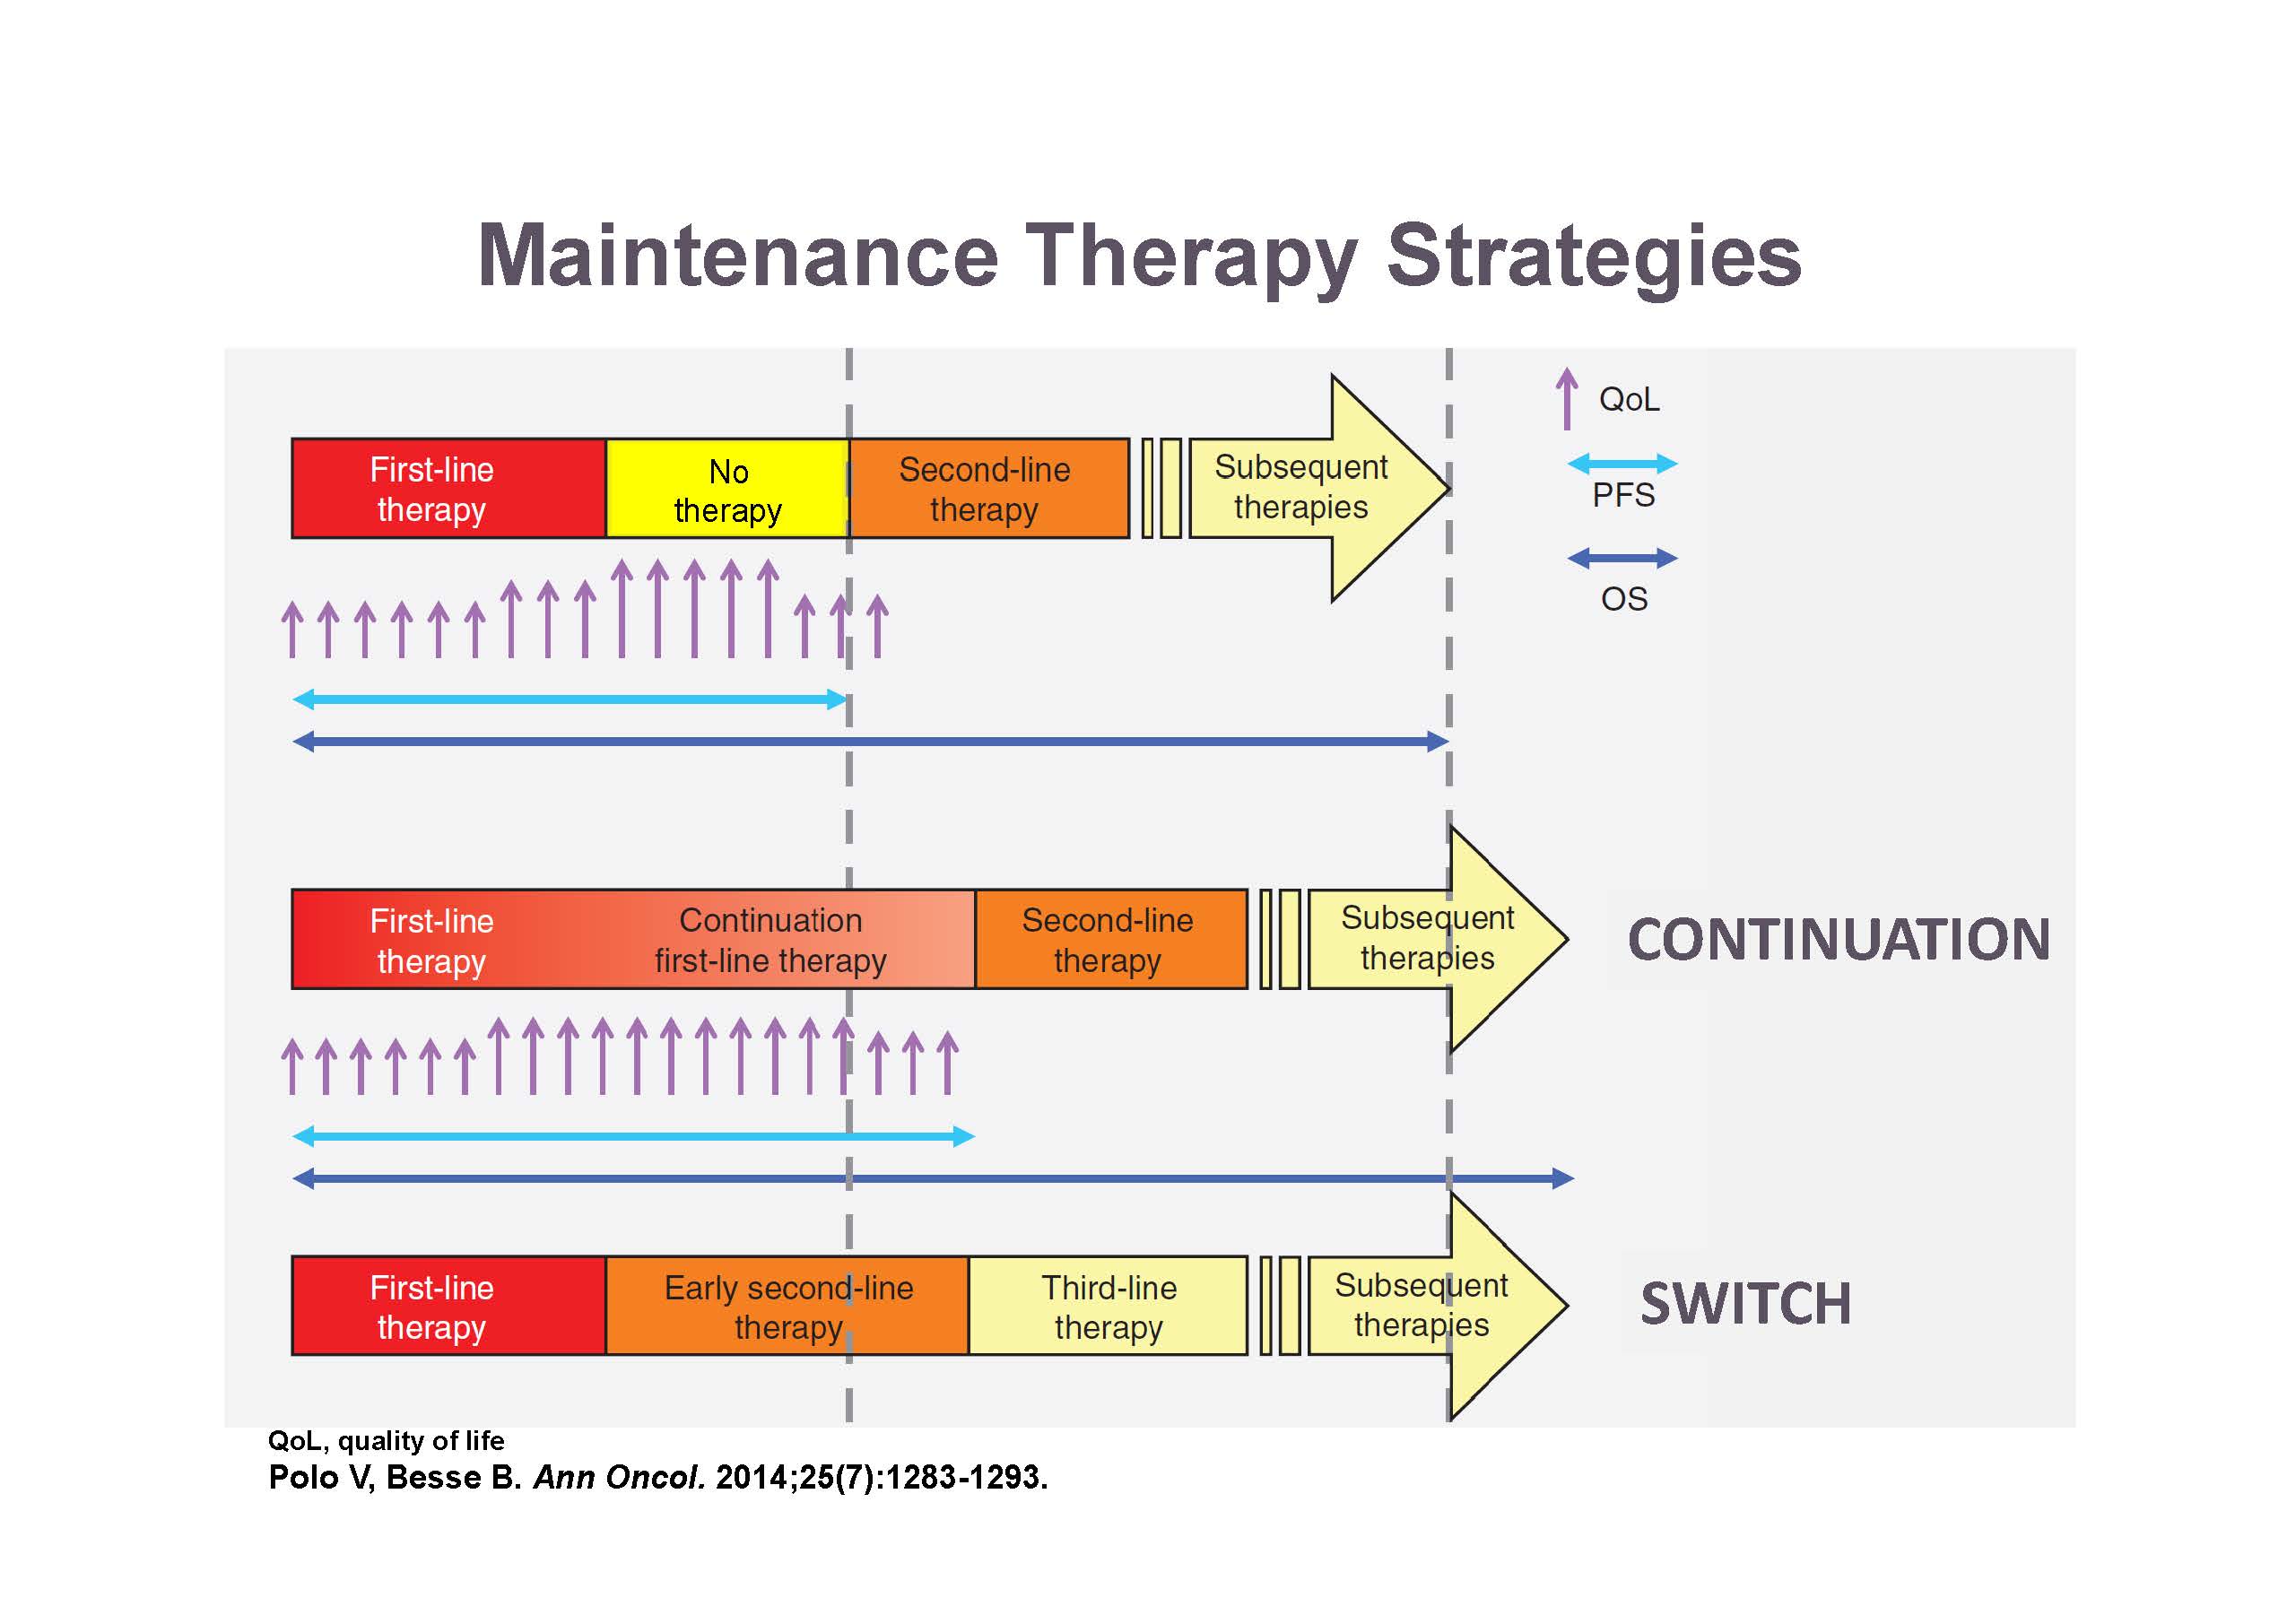 Maintenance Therapy Strategies
First-line
therapy
No
therapy
Second-line
therapy
Subsequent
therapies
QoL
PFS
OS
First-line
therapy
Continuation
first-line therapy
Second-line
therapy
Subsequent
therapies
CONTINUATION
First-line
therapy
Early second-line
therapy
Third-line
therapy
Subsequent
therapies
SWITCH
QoL, quality of life
Polo V, Besse B. Ann Oncol. 2014;25(7):1283-1293.